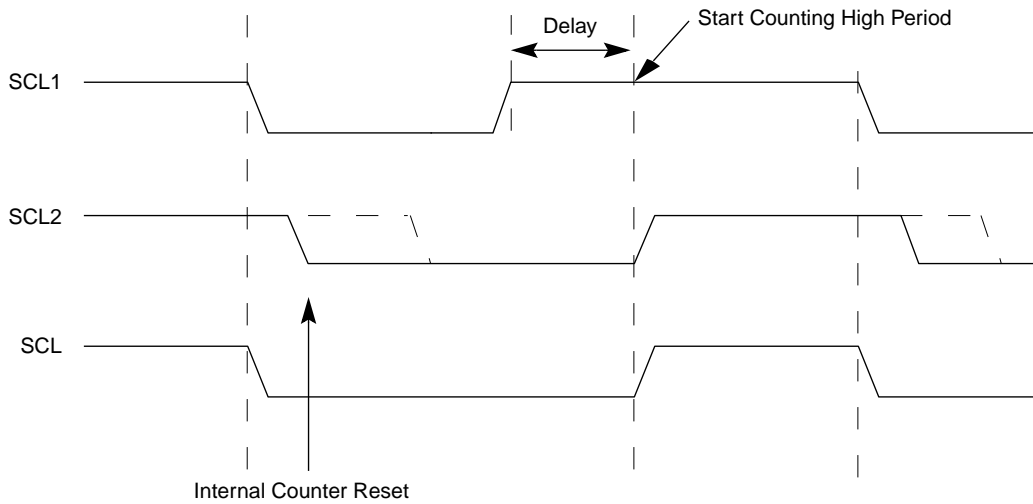 Start Counting High Period
Delay
SCL1
SCL2
SCL
Internal Counter Reset